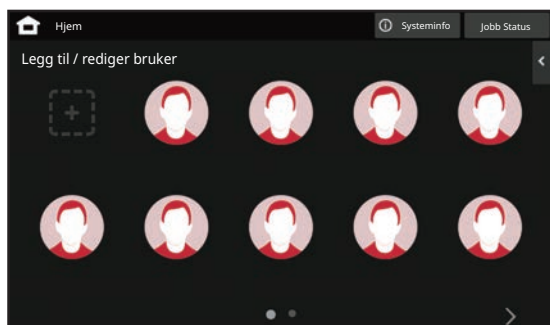 Hjem
Systeminfo
Jobb Status
Legg til / rediger bruker